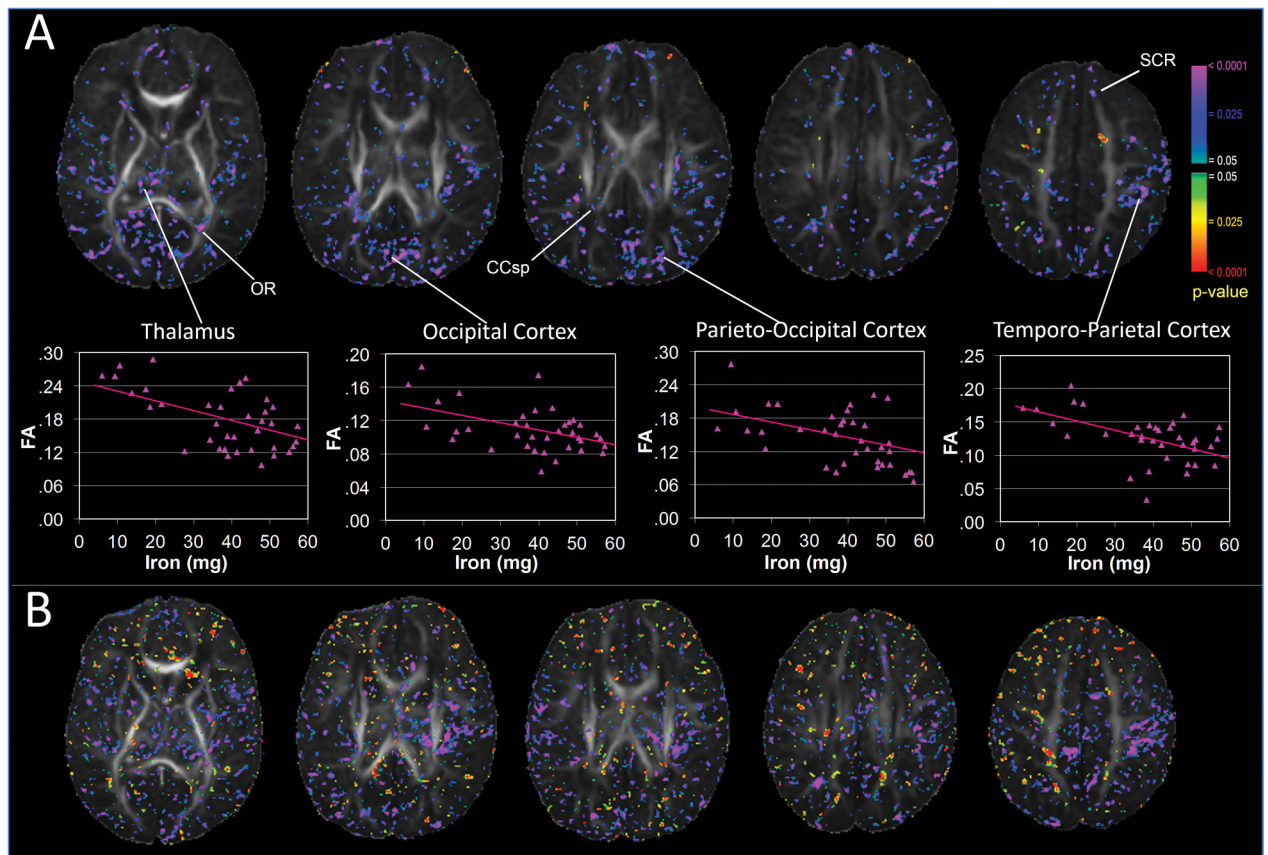 A
SCR
< 0.0001
= 0.025
= 0.05
= 0.05
= 0.025
< 0.0001
p-value
OR
CCsp
Thalamus
Occipital Cortex
Parieto-Occipital Cortex
Temporo-Parietal Cortex
.30
.24
.18
.12
.06
.00
FA
0 10 20 30 40 50 60
Iron (mg)
.20
.16
.12
.08
.04
.00
FA
0 10 20 30 40 50 60
Iron (mg)
.30
.24
.18
.12
.06
.00
FA
0 10 20 30 40 50 60
Iron (mg)
.25
.20
.15
.10
.05
.00
FA
0 10 20 30 40 50 60
Iron (mg)
B